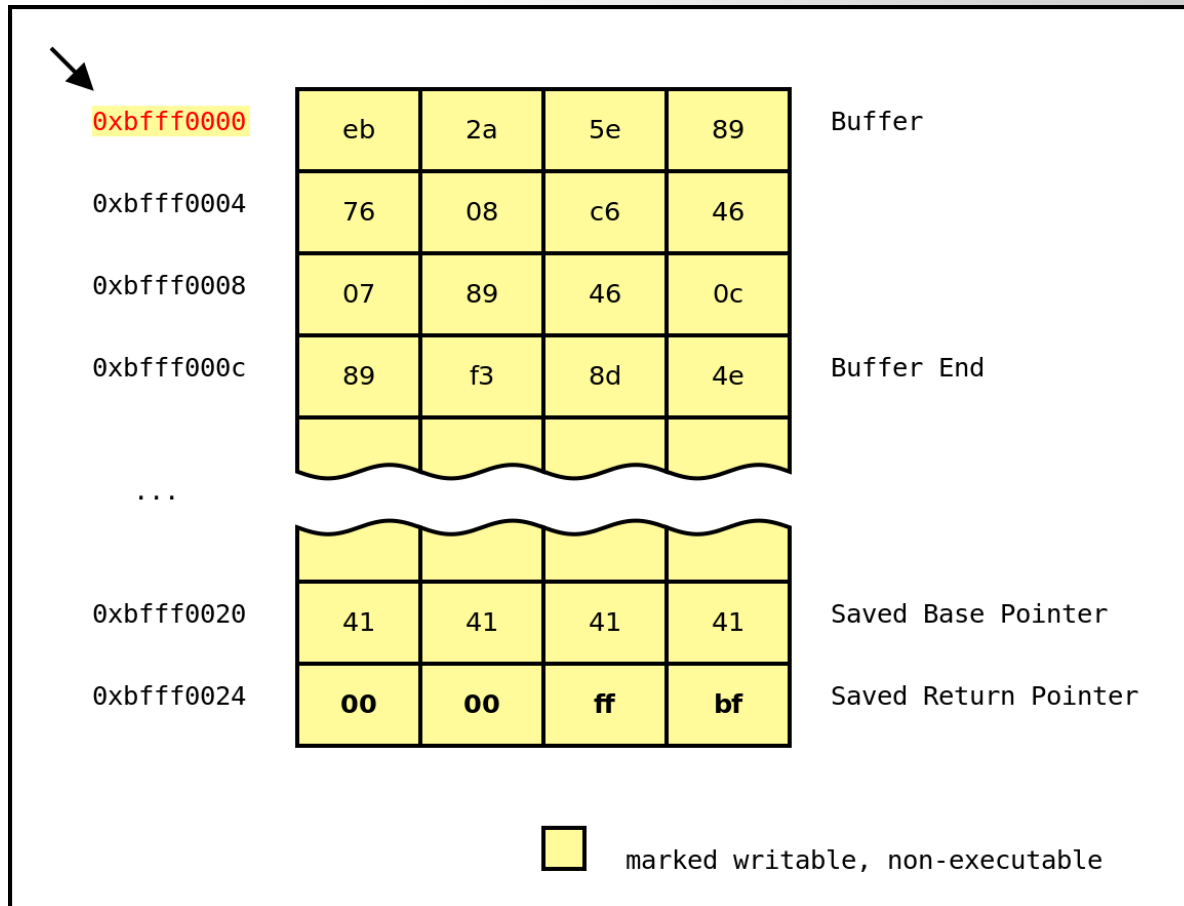 0xbfff0000 eb 2a 5e 89 Buffer
0xbfff0004 76 08 c6 46
0xbfff0008 07 89 46 0c
0xbfff000c 89 f3 8d 4e Buffer End
...
0xbfff0020 41 41 41 41 Saved Base Pointer
0xbfff0024 00 00 ff bf Saved Return Pointer
marked writable, non-executable